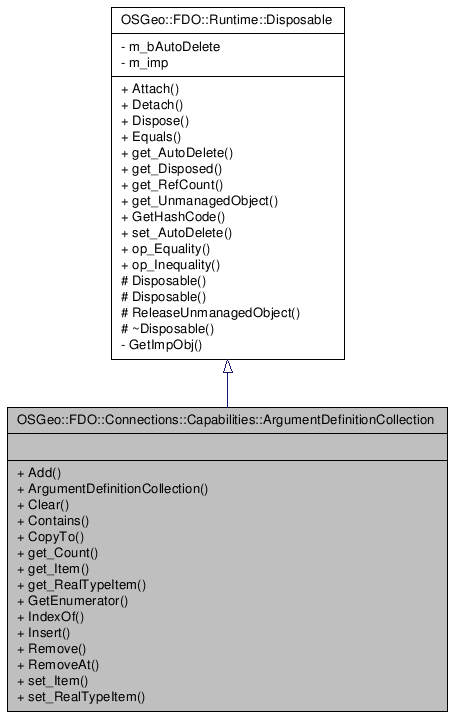 OSGeo::FDO::Runtime::Disposable
- m_bAutoDelete
- m_imp
+ Attach()
+ Detach()
+ Dispose()
+ Equals()
+ get_AutoDelete()
+ get_Disposed()
+ get_RefCount()
+ get_UnmanagedObject()
+ GetHashCode()
+ set_AutoDelete()
+ op_Equality()
+ op_Inequality()
# Disposable()
# Disposable()
# ReleaseUnmanagedObject()
# ~Disposable()
- GetImpObj()
OSGeo::FDO::Connections::Capabilities::ArgumentDefinitionCollection
+ Add()
+ ArgumentDefinitionCollection()
+ Clear()
+ Contains()
+ CopyTo()
+ get_Count()
+ get_Item()
+ get_RealTypeItem()
+ GetEnumerator()
+ IndexOf()
+ Insert()
+ Remove()
+ RemoveAt()
+ set_Item()
+ set_RealTypeItem()